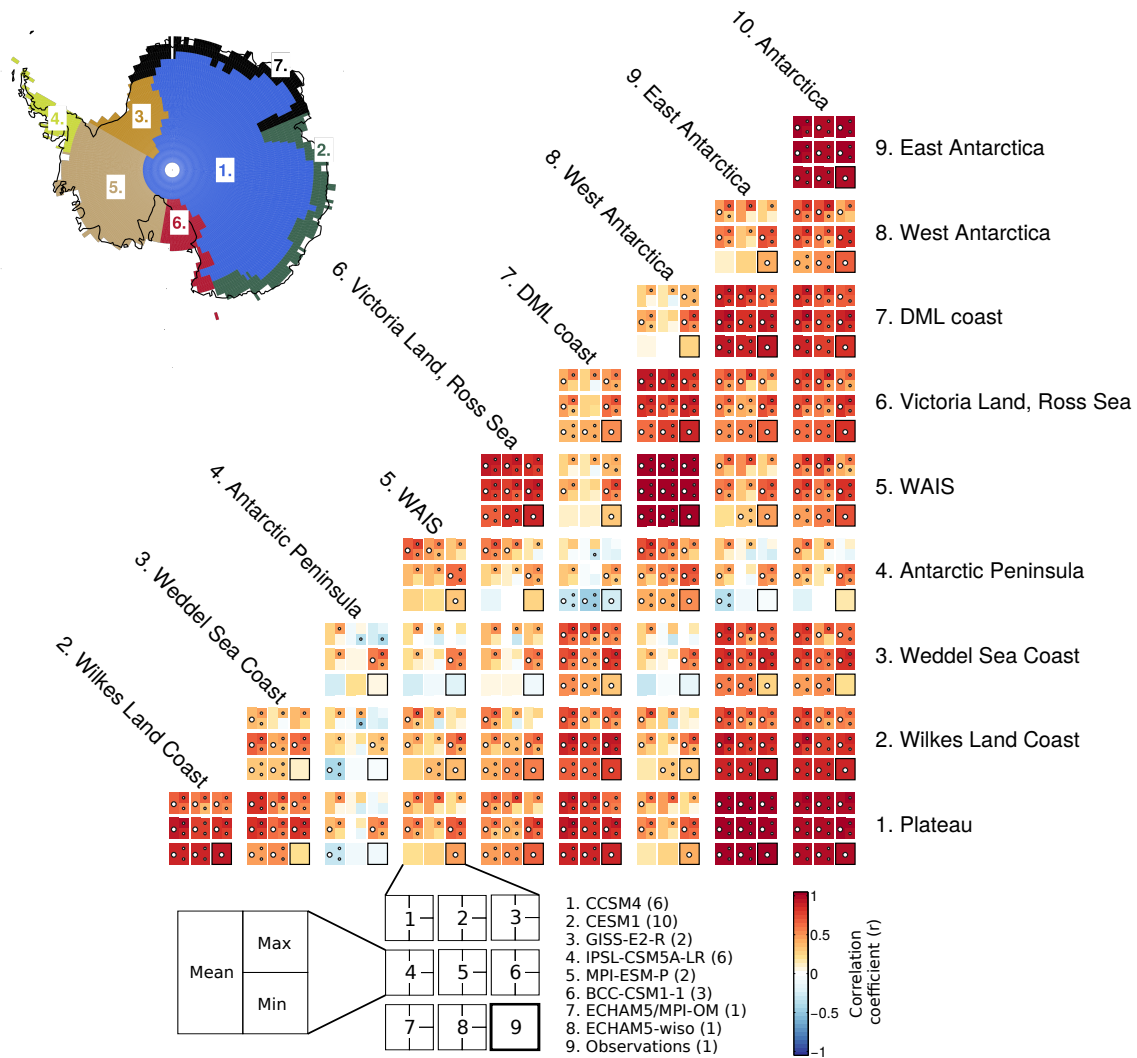 7.
4.
3.
2.
1.
5.
6.
10. Antarctica
9. East Antarctica
8. West Antarctica
7. DML coast
6. Victoria Land, Ross Sea
5. WAIS
4. Antarctic Peninsula
3. Weddel Sea Coast
2. Wilkes Land Coast
9. East Antarctica
8. West Antarctica
7. DML coast
6. Victoria Land, Ross Sea
5. WAIS
4. Antarctic Peninsula
3. Weddel Sea Coast
2. Wilkes Land Coast
1. Plateau
Mean
Max
Min
1 2 3
4 5 6
7 8 9
1. CCSM4 (6)
2. CESM1 (10)
3. GISS-E2-R (2)
4. IPSL-CSM5A-LR (6)
5. MPI-ESM-P (2)
6. BCC-CSM1-1 (3)
7. ECHAM5/MPI-OM (1)
8. ECHAM5-wiso (1)
9. Observations (1)
1
0.5
0
−0.5
−1
Correlation
coefficient (r)